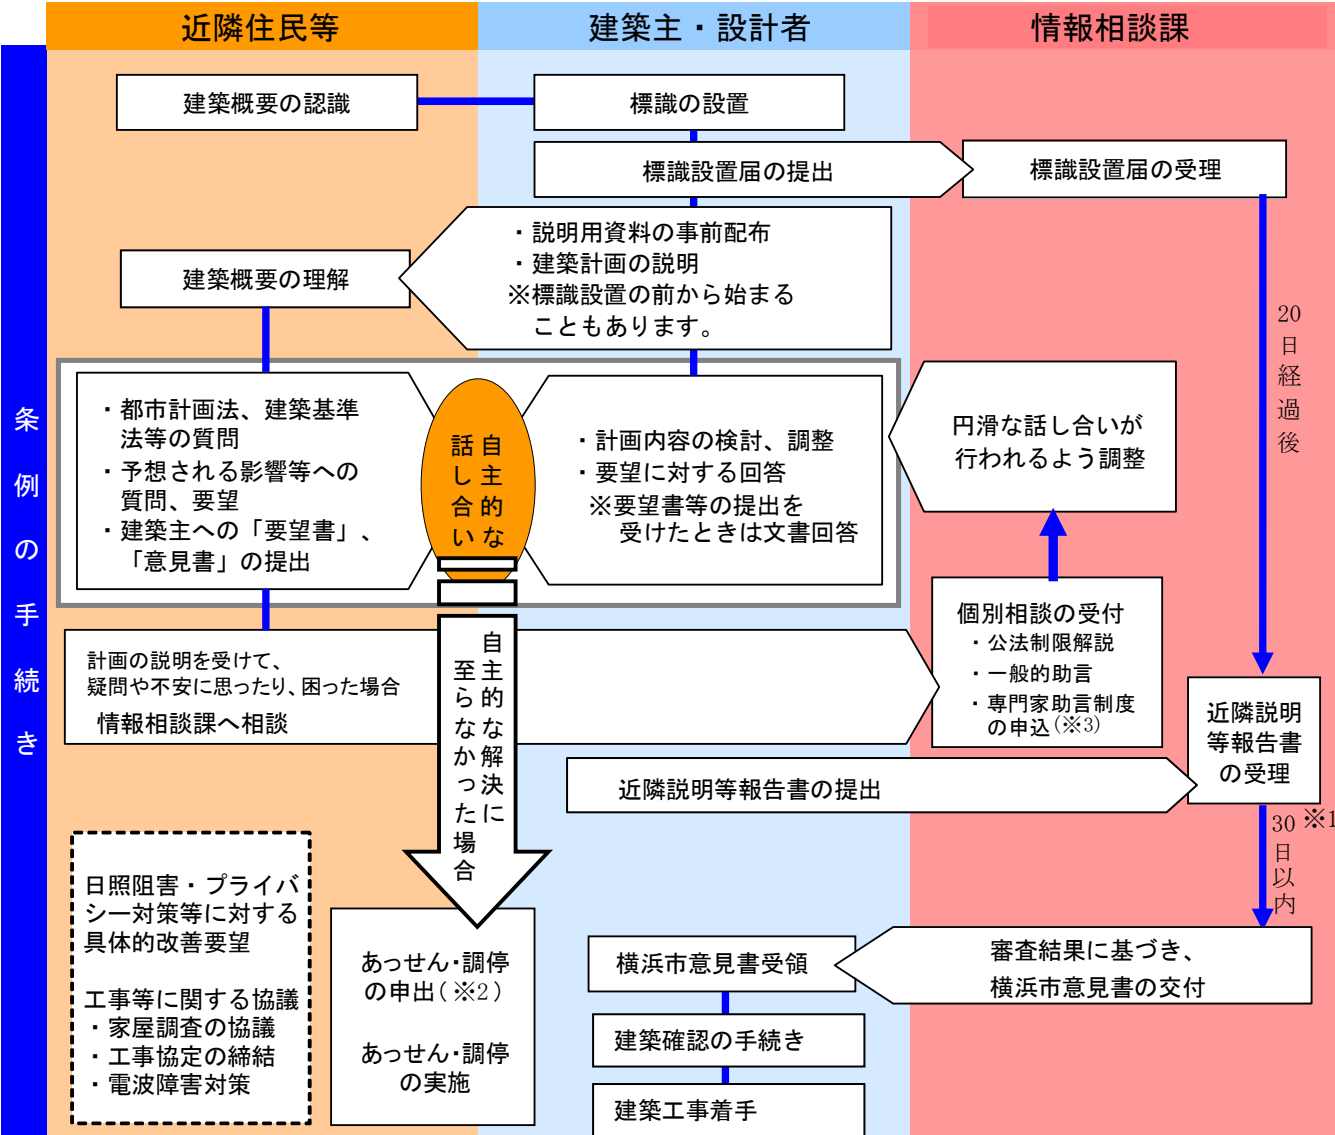 近隣住民等
建築主・設計者
情報相談課
条例の手続き
建築概要の認識
標識の設置
標識設置届の提出
標識設置届の受理
・説明用資料の事前配布
・建築計画の説明
※標識設置の前から始まる
こともあります。
建築概要の理解
20日経過後
・都市計画法、建築基準
法等の質問
・予想される影響等への
質問、要望
・建築主への「要望書」、
「意見書」の提出
自主的な
話し合い
・計画内容の検討、調整
・要望に対する回答
※要望書等の提出を
受けたときは文書回答
円滑な話し合いが
行われるよう調整
計画の説明を受けて、
疑問や不安に思ったり、困った場合
情報相談課へ相談
個別相談の受付
・公法制限解説
・一般的助言
・専門家助言制度
の申込(※3)
自主的な解決に
至らなかった場合
近隣説明等報告書の提出
近隣説明
等報告書
の受理
30日以内
※1
日照阻害・プライバ
シー対策等に対する
具体的改善要望
工事等に関する協議
・家屋調査の協議
・工事協定の締結
・電波障害対策
あっせん・調停
の申出(※2)
あっせん・調停
の実施
審査結果に基づき、
横浜市意見書の交付
横浜市意見書受領
建築確認の手続き
建築工事着手